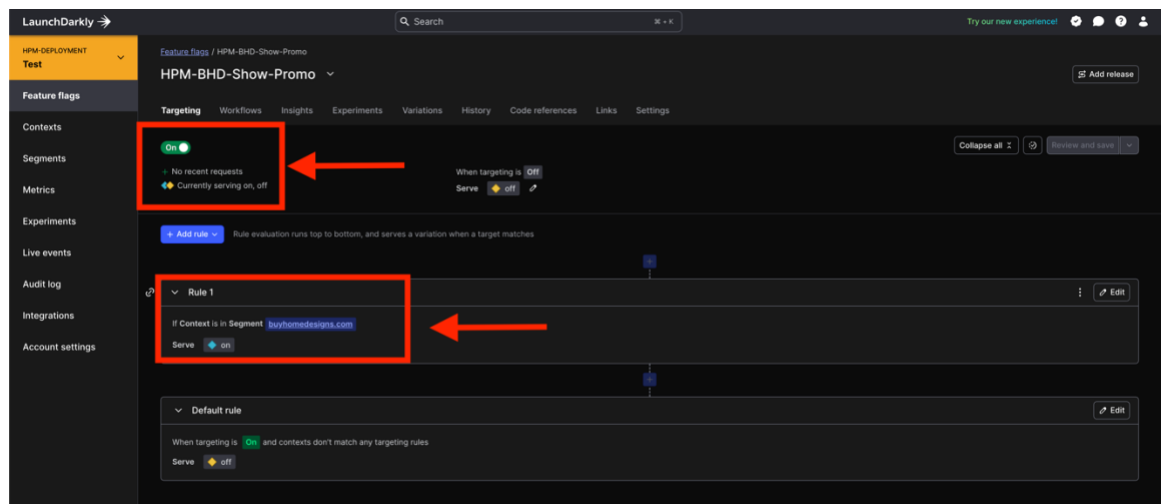 LaunchDarkly
Search
⌘ + K
Try our new experience!
HPM-DEPLOYMENT
Test
Feature flags
Contexts
Segments
Metrics
Experiments
Live events
Audit log
Integrations
Account settings
Feature flags / HPM-BHD-Show-Promo
HPM-BHD-Show-Promo
Add release
Targeting Workflows Insights Experiments Variations History Code references Links Settings
On
Collapse all
Review and save
No recent requests
Currently serving on, off
When targeting is Off
Serve off
+ Add rule
Rule evaluation runs top to bottom, and serves a variation when a target matches
Rule 1
Edit
If Context is in Segment buyhomedesigns.com
Serve on
Default rule
Edit
When targeting is On and contexts don't match any targeting rules
Serve off